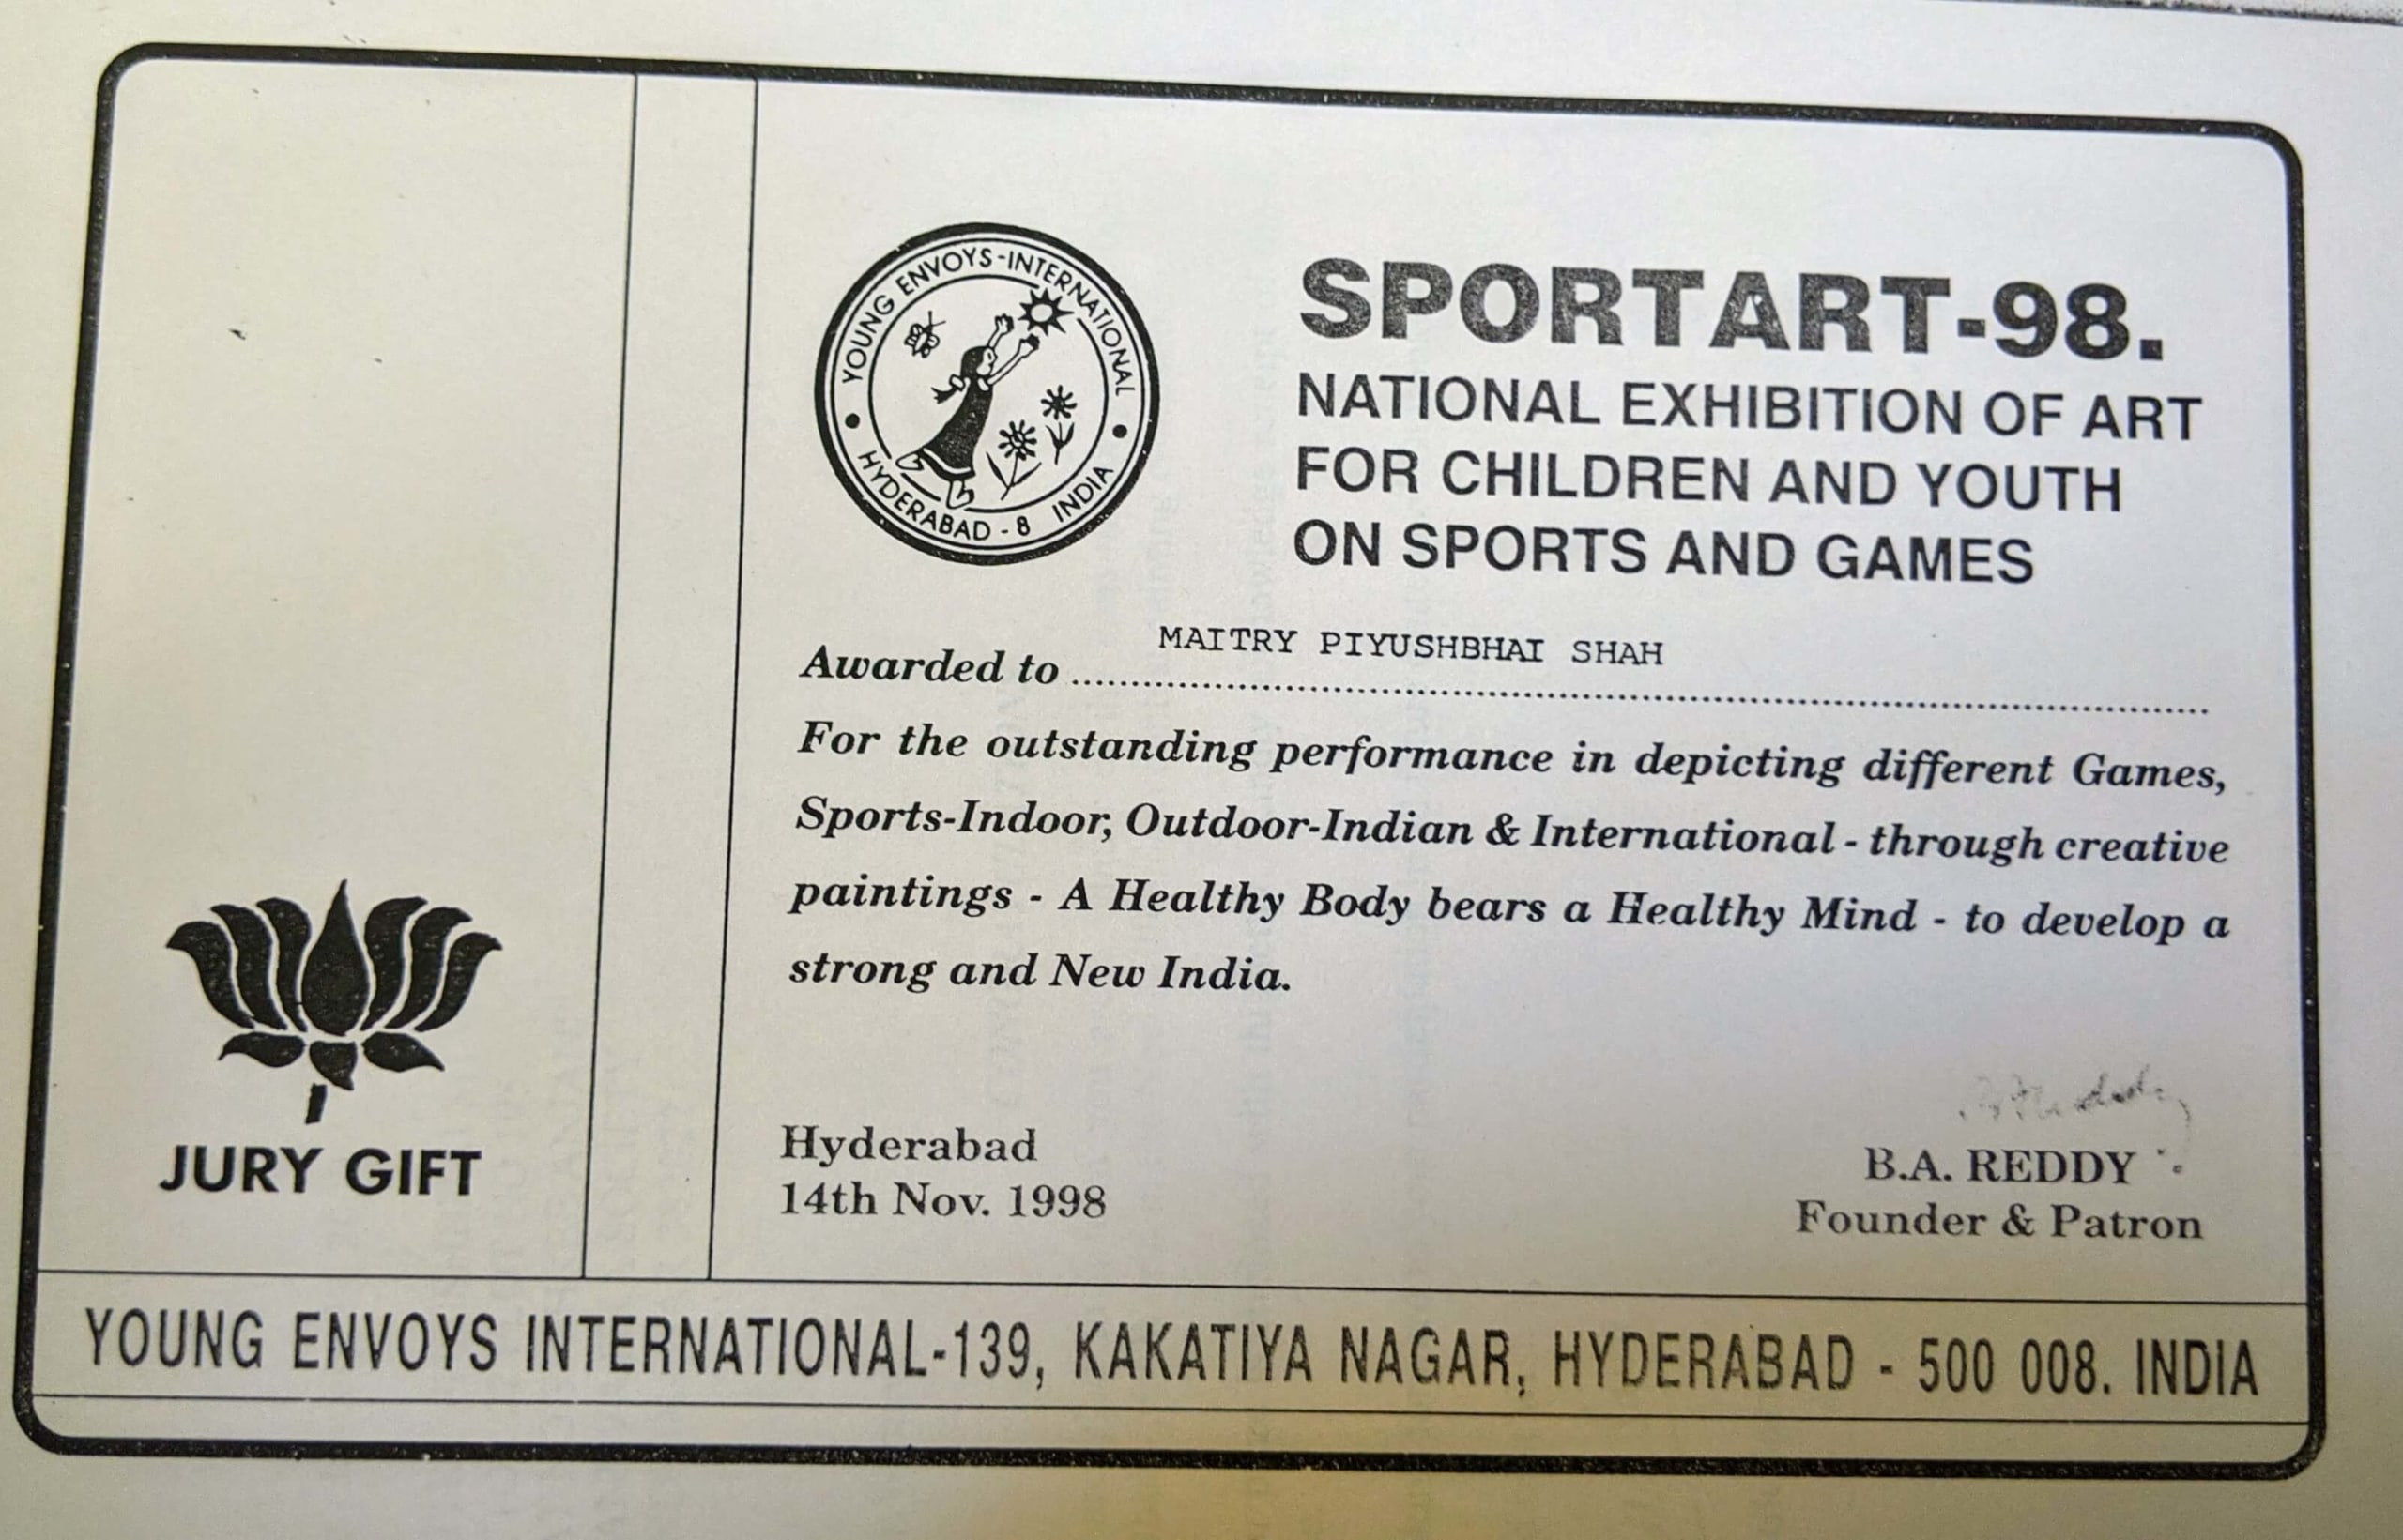 YOUNG ENVOYS-INTERNATIONAL
HYDERABAD - 8 INDIA
SPORTART-98.
NATIONAL EXHIBITION OF ART
FOR CHILDREN AND YOUTH
ON SPORTS AND GAMES
MAITRY PIYUSHBHAI SHAH
Awarded to
For the outstanding performance in depicting different Games,
Sports-Indoor, Outdoor-Indian & International - through creative
paintings - A Healthy Body bears a Healthy Mind - to develop a
strong and New India.
JURY GIFT
Hyderabad
14th Nov. 1998
B.A. REDDY
Founder & Patron
YOUNG ENVOYS INTERNATIONAL-139, KAKATIYA NAGAR, HYDERABAD - 500 008. INDIA